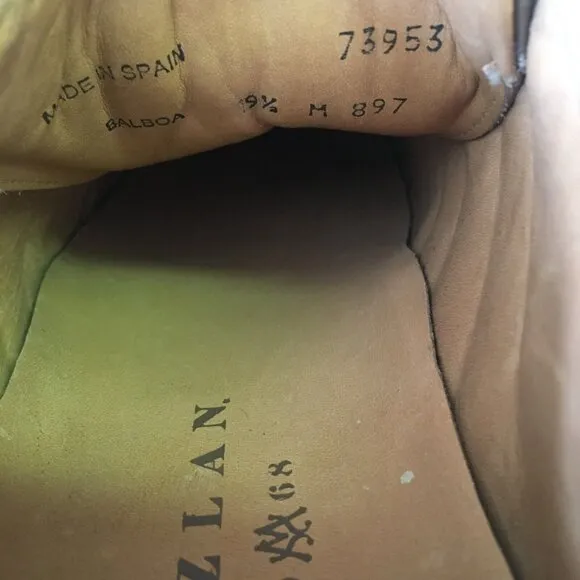 73953
MADE IN SPAIN
BALBOA 9½ M 897
ZLAN.
68